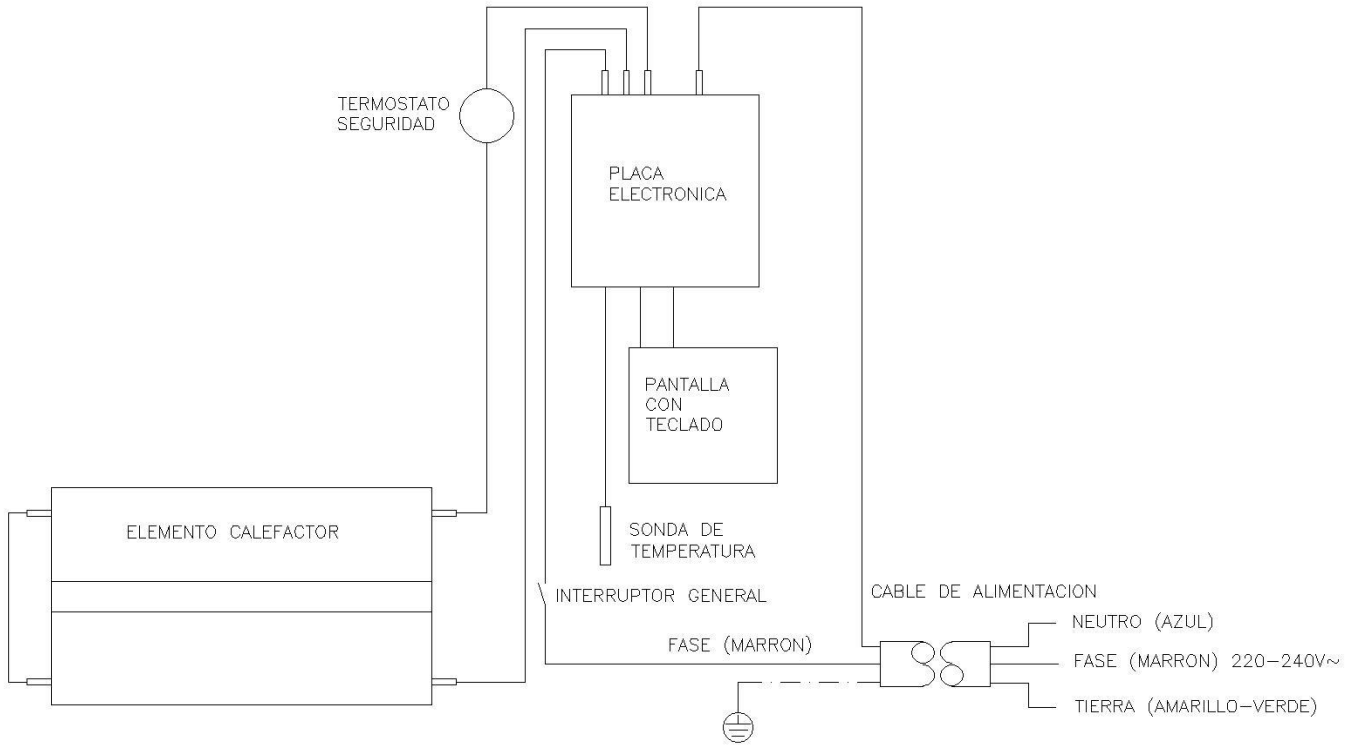 TERMOSTATO
SEGURIDAD
PLACA
ELECTRONICA
PANTALLA
CON
TECLADO
ELEMENTO CALEFACTOR
SONDA DE
TEMPERATURA
INTERRUPTOR GENERAL
CABLE DE ALIMENTACION
NEUTRO (AZUL)
FASE (MARRON)
FASE (MARRON) 220-240V~
TIERRA (AMARILLO-VERDE)